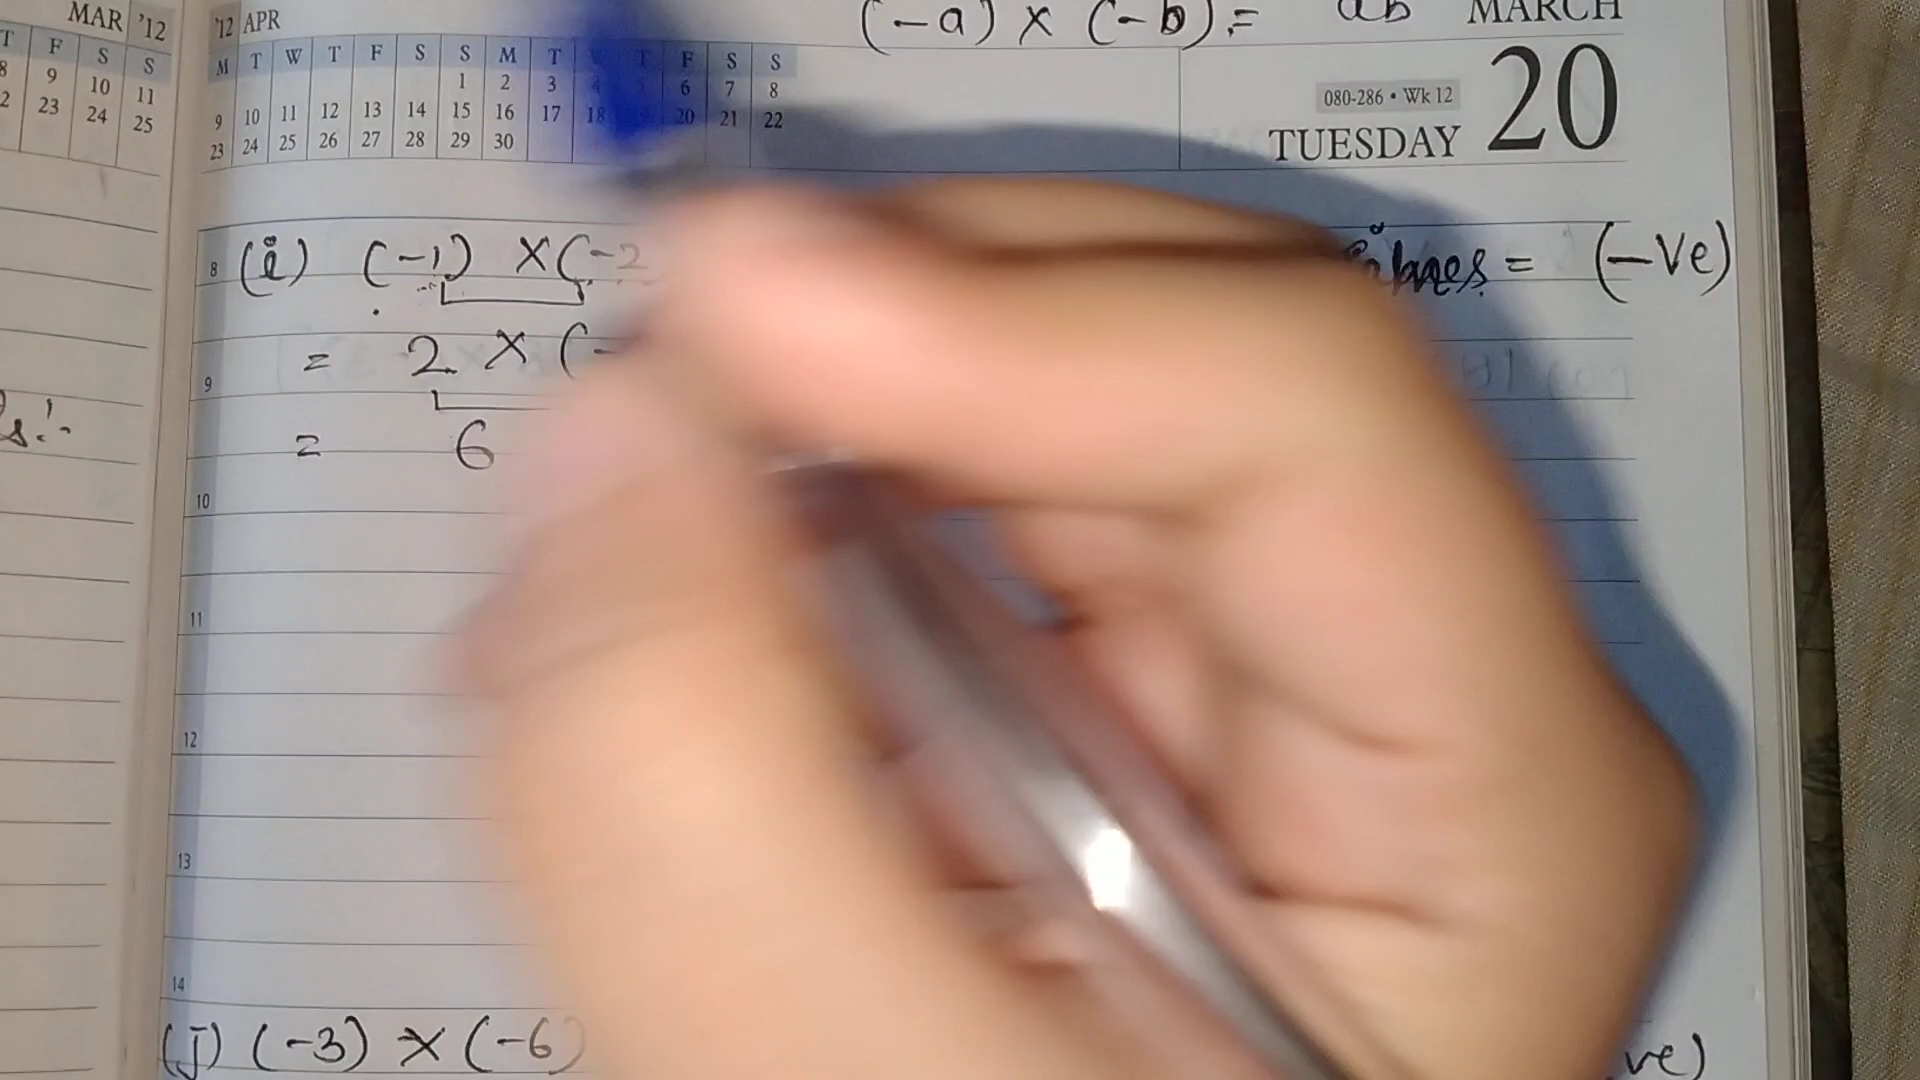 MAR '12
'12 APR
(-a) × (-b) = ab
MARCH
T F S S
M T W T F S S M T W T F S S
8 9 10 11
1 2 3 4 5 6 7 8
2 23 24 25
9 10 11 12 13 14 15 16 17 18 19 20 21 22
23 24 25 26 27 28 29 30
080-286 • Wk 12
TUESDAY 20
8 (i) (-1) ×(-2 = (-ve)
= 2 × (-
9
s:-
= 6
10
11
12
13
14
(j) (-3) × (-6) ve)